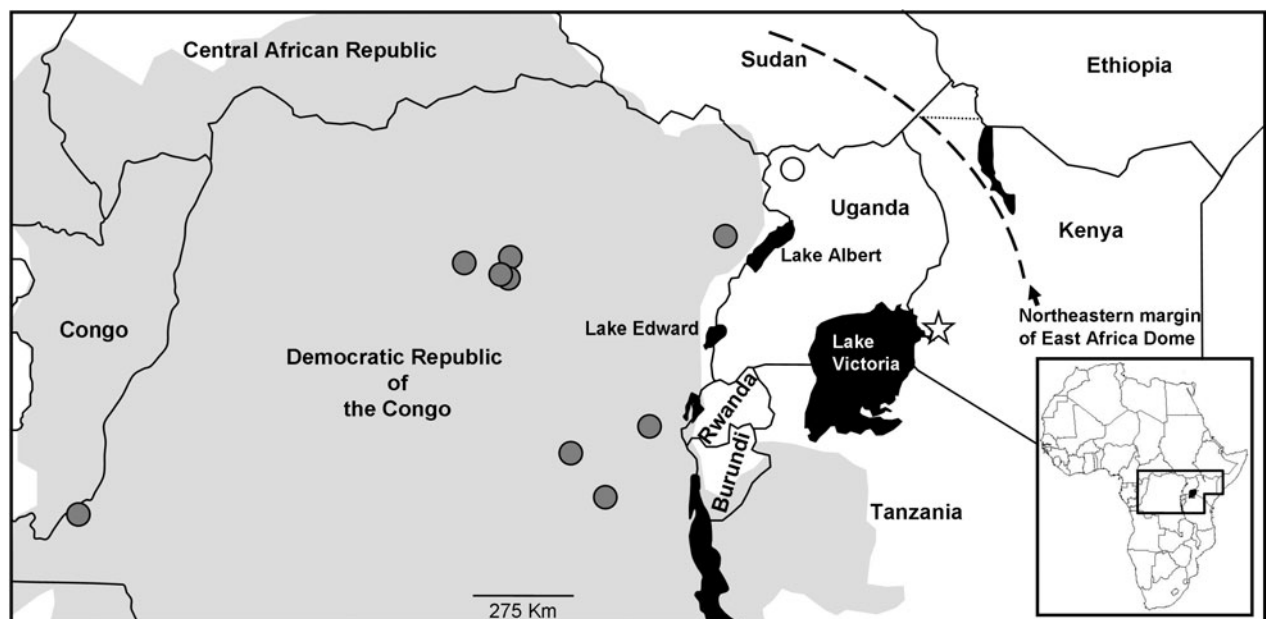 Central African Republic
Sudan
Ethiopia
Uganda
Kenya
Lake Albert
Congo
Lake Edward
Lake
Victoria
Northeastern margin
of East Africa Dome
Democratic Republic
of
the Congo
Rwanda
Burundi
Tanzania
275 Km